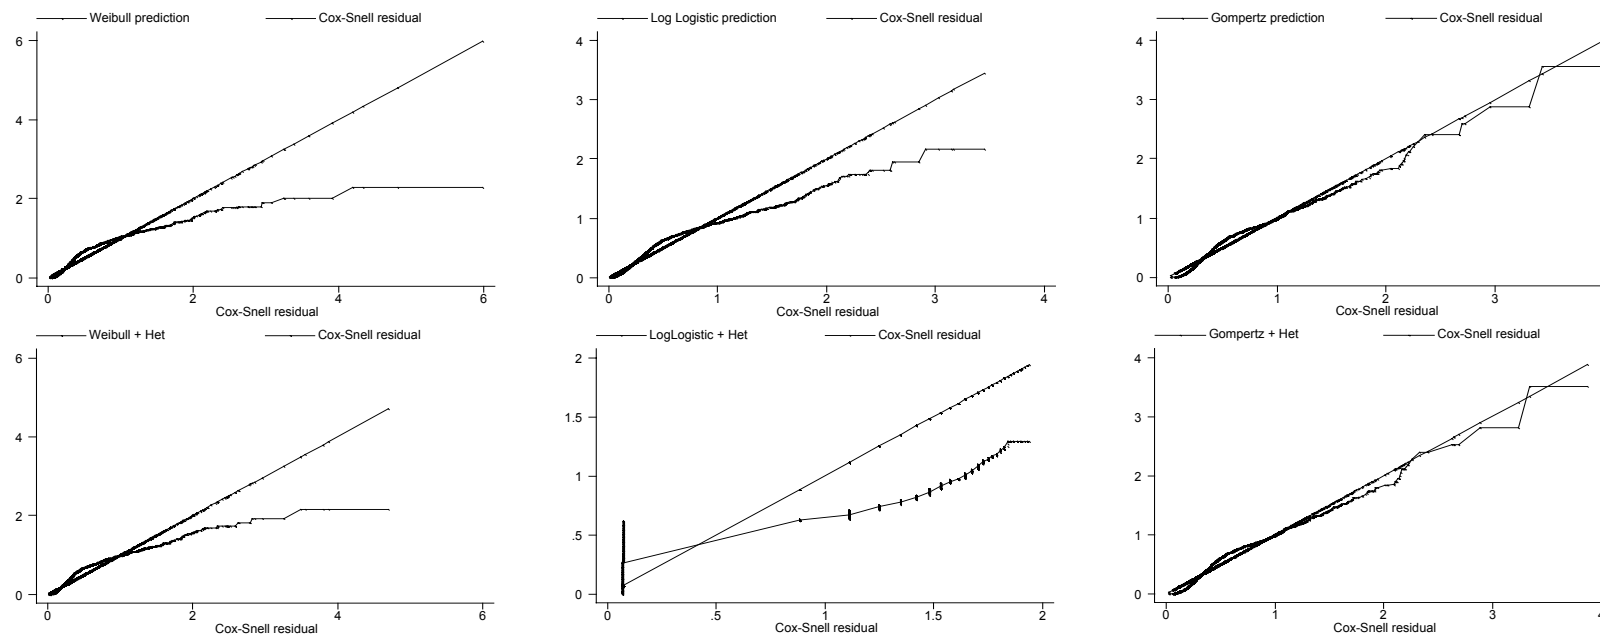 Weibull prediction Cox-Snell residual
6
4
2
0
0 2 4 6
Cox-Snell residual
Log Logistic prediction Cox-Snell residual
4
3
2
1
0
0 1 2 3 4
Cox-Snell residual
Gompertz prediction Cox-Snell residual
4
3
2
1
0
0 1 2 3
Cox-Snell residual
Weibull + Het Cox-Snell residual
6
4
2
0
0 2 4 6
Cox-Snell residual
LogLogistic + Het Cox-Snell residual
2
1.5
1
.5
0
0 .5 1 1.5 2
Cox-Snell residual
Gompertz + Het Cox-Snell residual
4
3
2
1
0
0 1 2 3 4
Cox-Snell residual